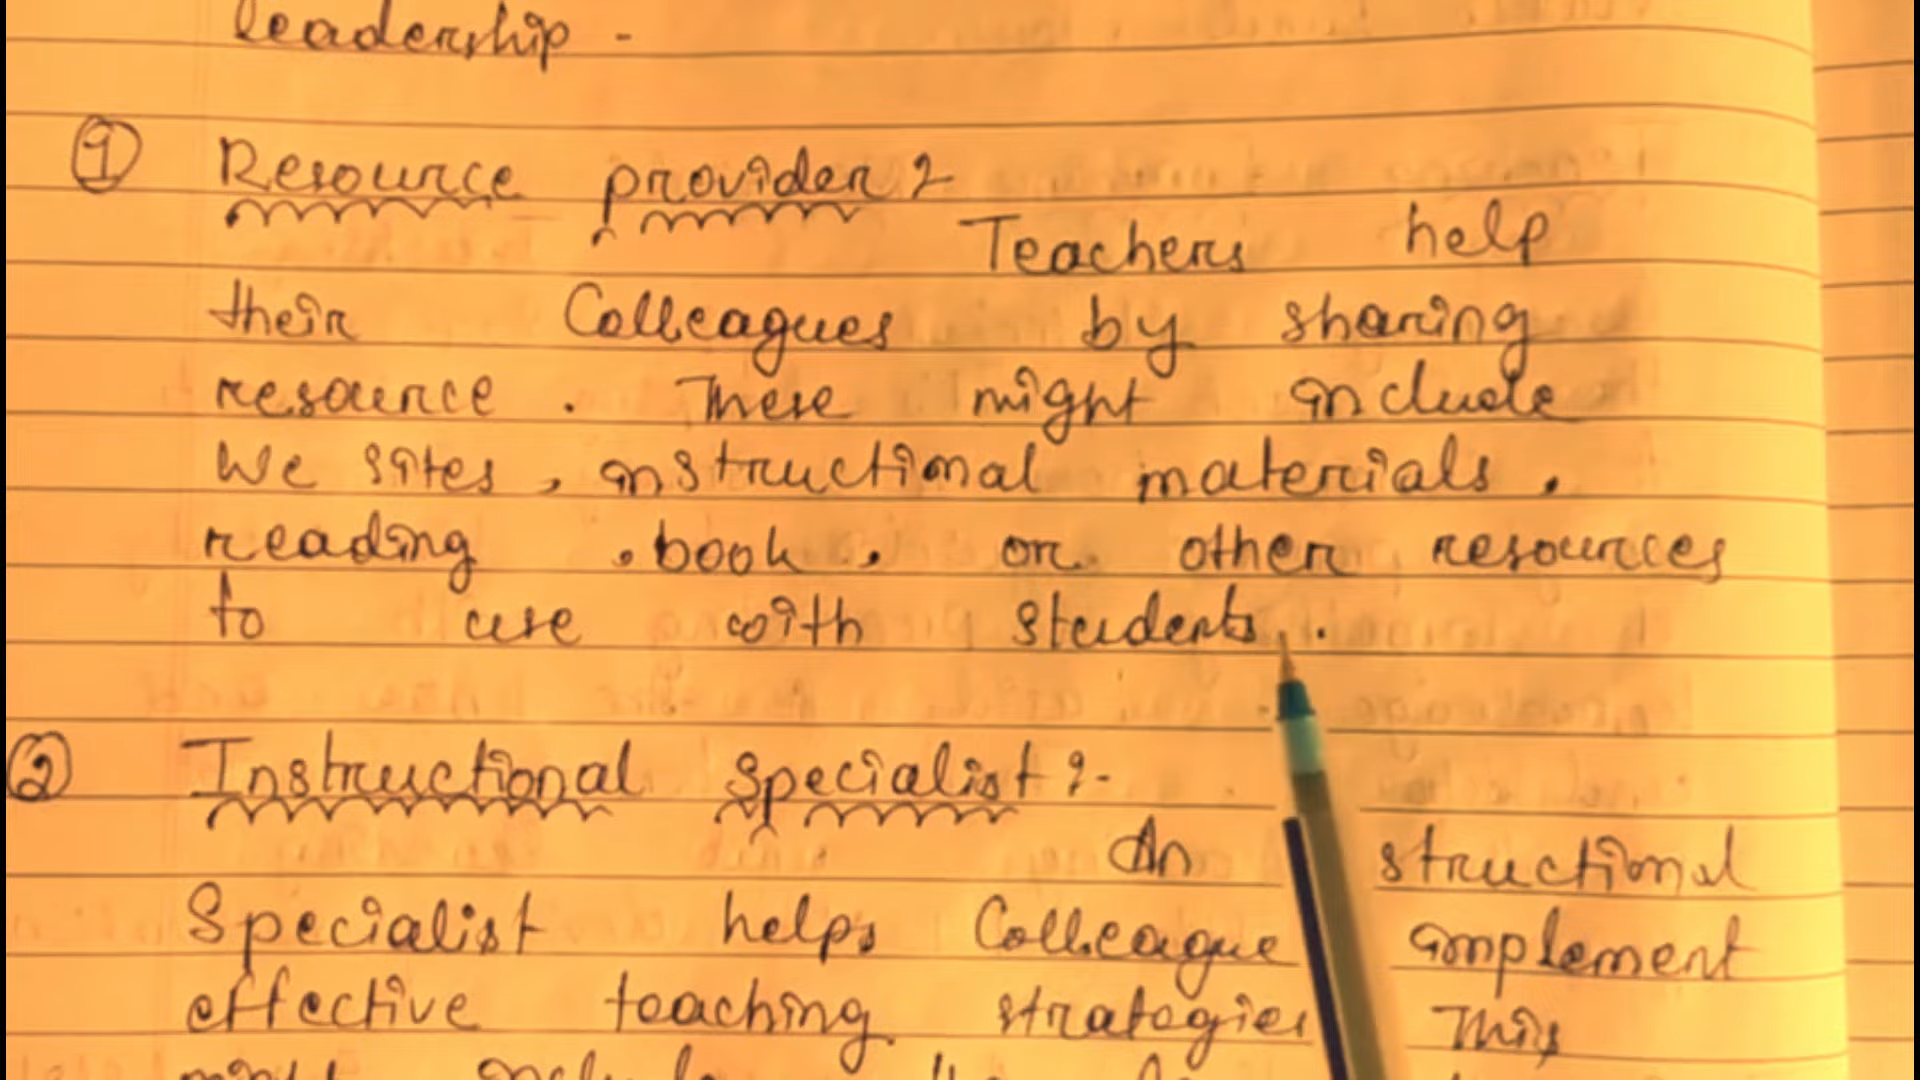 leadership -
① Resource provider :-
Teachers help
their Colleagues by sharing
resource . These might include
We sites , instructional materials ,
reading , book , or other resources
to use with students .
② Instructional Specialist :-
An structional
Specialist helps Colleague implement
effective teaching strategies This
might include